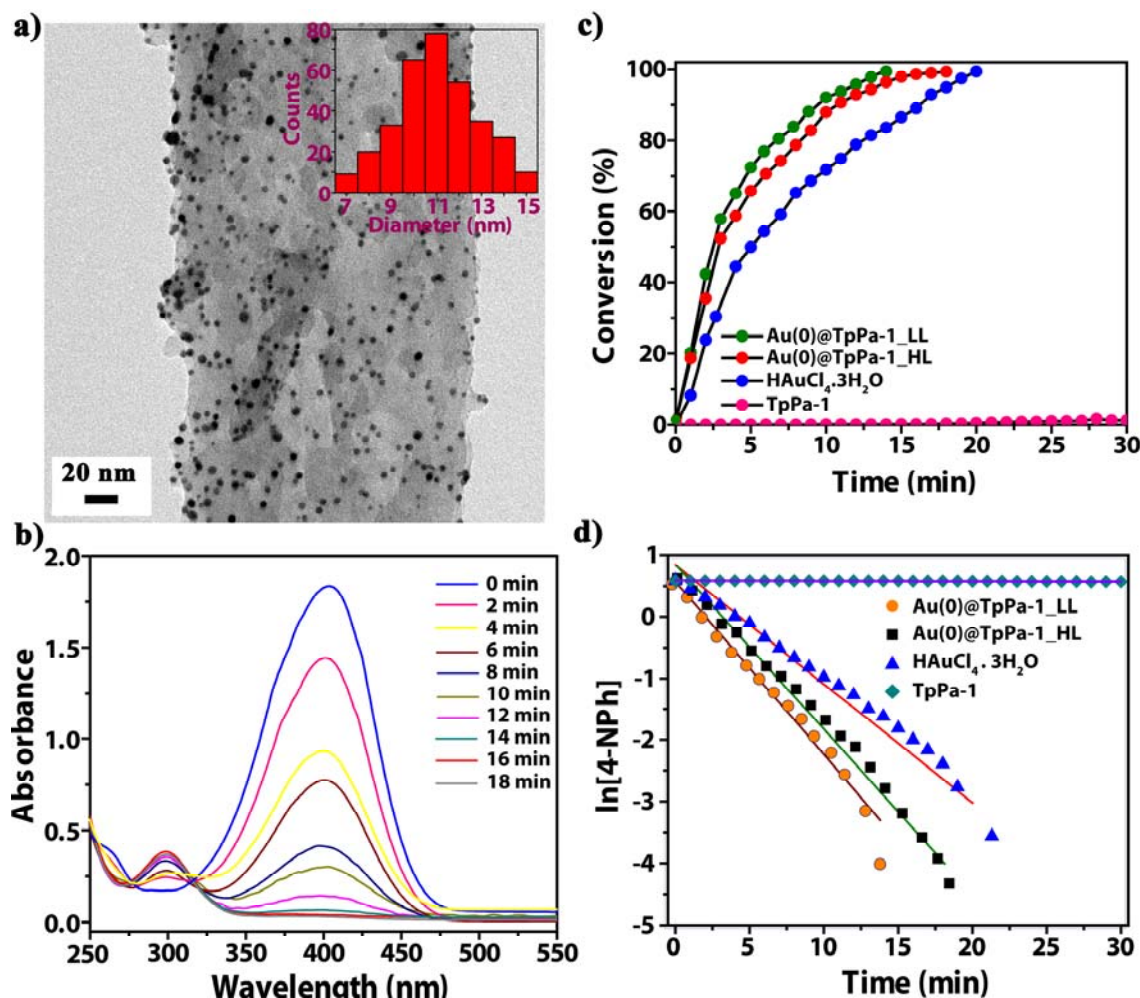 a)
80
60
40
20
0
Counts
7 9 11 13 15
Diameter (nm)
20 nm
b)
2.0
1.5
1.0
0.5
0.0
Absorbance
0 min
2 min
4 min
6 min
8 min
10 min
12 min
14 min
16 min
18 min
250 300 350 400 450 500 550
Wavelength (nm)
c)
100
80
60
40
20
0
Conversion (%)
Au(0)@TpPa-1_LL
Au(0)@TpPa-1_HL
HAuCl₄.3H₂O
TpPa-1
0 5 10 15 20 25 30
Time (min)
d)
1
0
-1
-2
-3
-4
-5
ln[4-NPh]
Au(0)@TpPa-1_LL
Au(0)@TpPa-1_HL
HAuCl₄. 3H₂O
TpPa-1
0 5 10 15 20 25 30
Time (min)